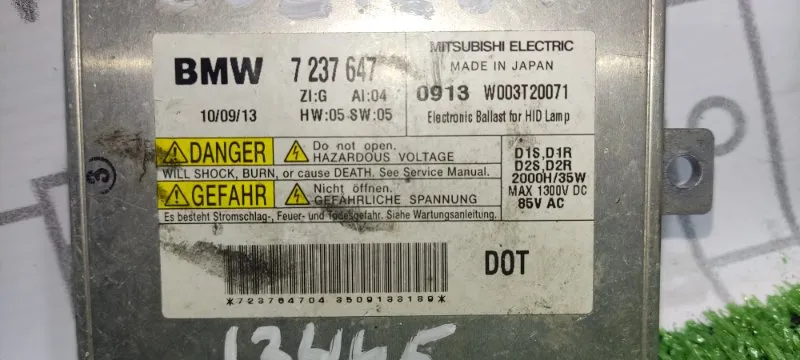 BMW 7 237 647
ZI:G AI:04
10/09/13 HW:05 SW:05
MITSUBISHI ELECTRIC
MADE IN JAPAN
0913 W003T20071
Electronic Ballast for HID Lamp
DANGER Do not open.
HAZARDOUS VOLTAGE
WILL SHOCK, BURN, or cause DEATH. See Service Manual.
GEFAHR Nicht öffnen.
GEFÄHRLICHE SPANNUNG
Es besteht Stromschlag-, Feuer- und Todesgefahr. Siehe Wartungsanleitung.
D1S,D1R
D2S,D2R
2000H/35W
MAX 1300V DC
85V AC
DOT
*723764704 3509133189*